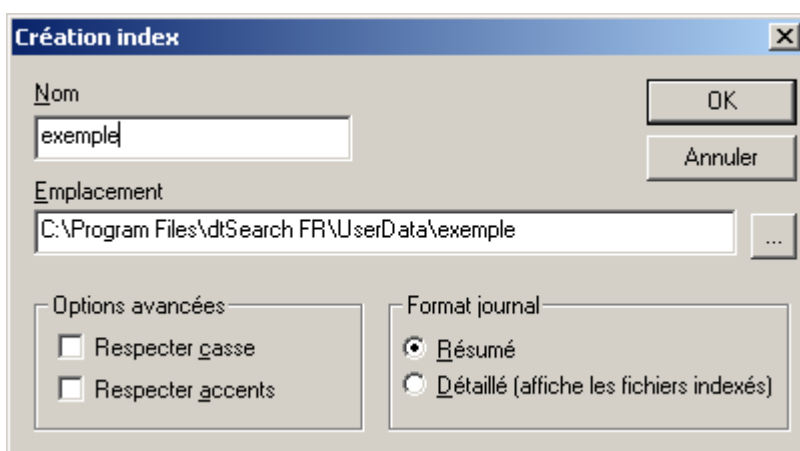 Création index
Nom
OK
exemple
Annuler
Emplacement
C:\Program Files\dtSearch FR\UserData\exemple
...
Options avancées
Format journal
Respecter casse
Résumé
Respecter accents
Détaillé (affiche les fichiers indexés)